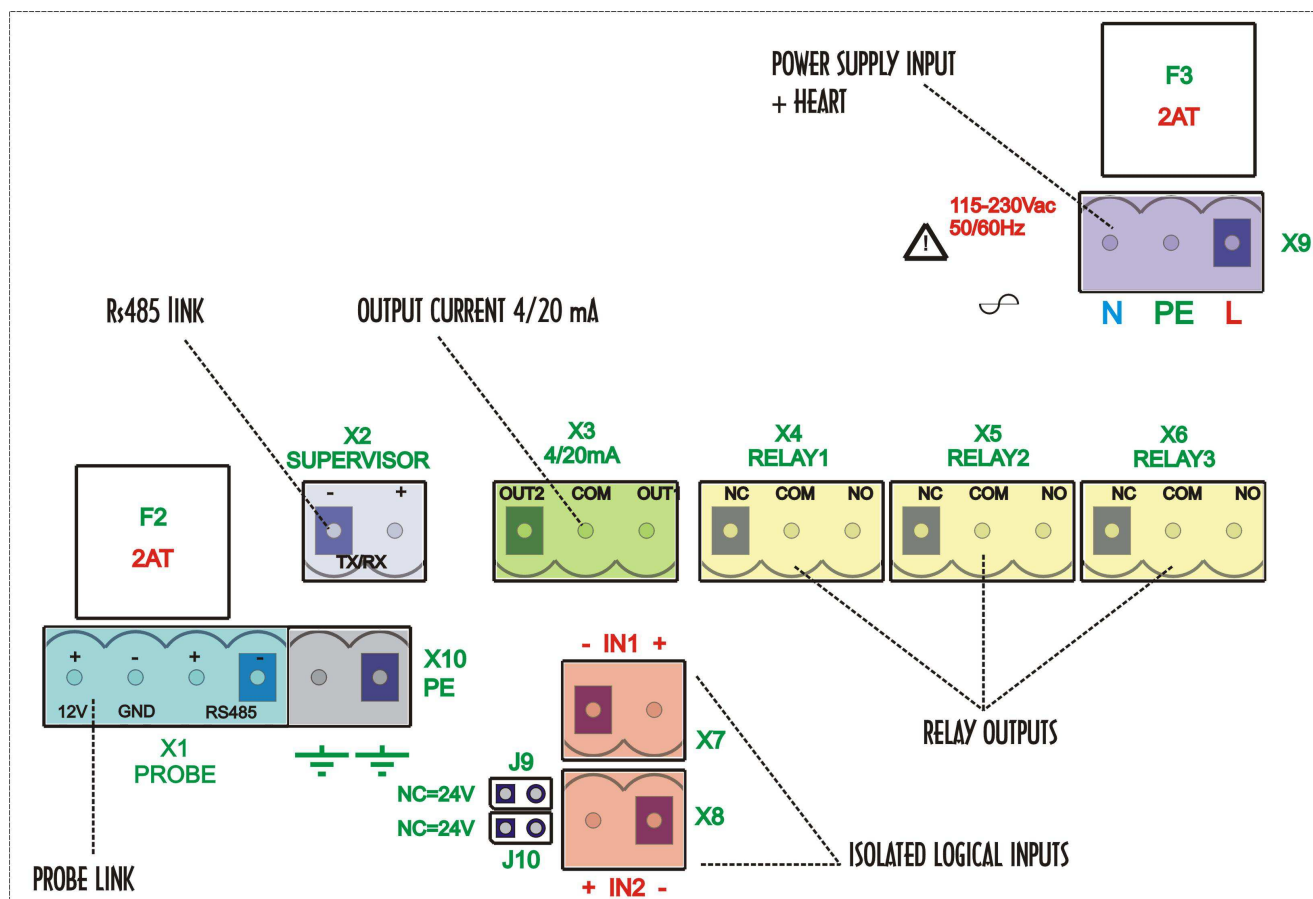 POWER SUPPLY INPUT
+ HEART
F3
2AT
115-230Vac
50/60Hz
!
X9
N PE L
Rs485 lINK
OUTPUT CURRENT 4/20 mA
X2
SUPERVISOR
X3
4/20mA
X4
RELAY1
X5
RELAY2
X6
RELAY3
F2
2AT
- +
TX/RX
OUT2 COM OUT1
NC COM NO
NC COM NO
NC COM NO
+ - + -
12V GND RS485
X10
PE
X1
PROBE
- IN1 +
X7
RELAY OUTPUTS
J9
NC=24V
NC=24V
J10
X8
+ IN2 -
ISOLATED LOGICAL INPUTS
PROBE LINK